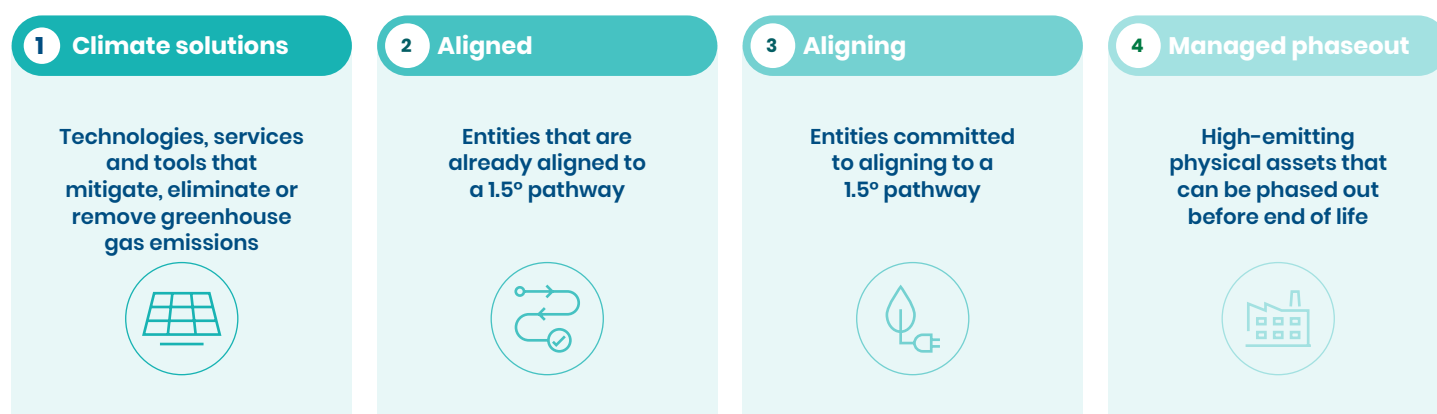 1 Climate solutions
Technologies, services
and tools that
mitigate, eliminate or
remove greenhouse
gas emissions
2 Aligned
Entities that are
already aligned to
a 1.5° pathway
3 Aligning
Entities committed
to aligning to a
1.5° pathway
4 Managed phaseout
High-emitting
physical assets that
can be phased out
before end of life